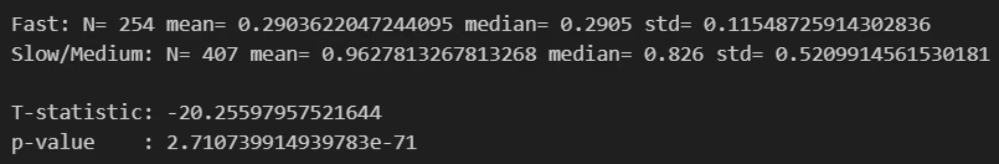 Fast: N= 254 mean= 0.2903622047244095 median= 0.2905 std= 0.11548725914302836
Slow/Medium: N= 407 mean= 0.9627813267813268 median= 0.826 std= 0.5209914561530181
T-statistic: -20.25597957521644
p-value    : 2.710739914939783e-71